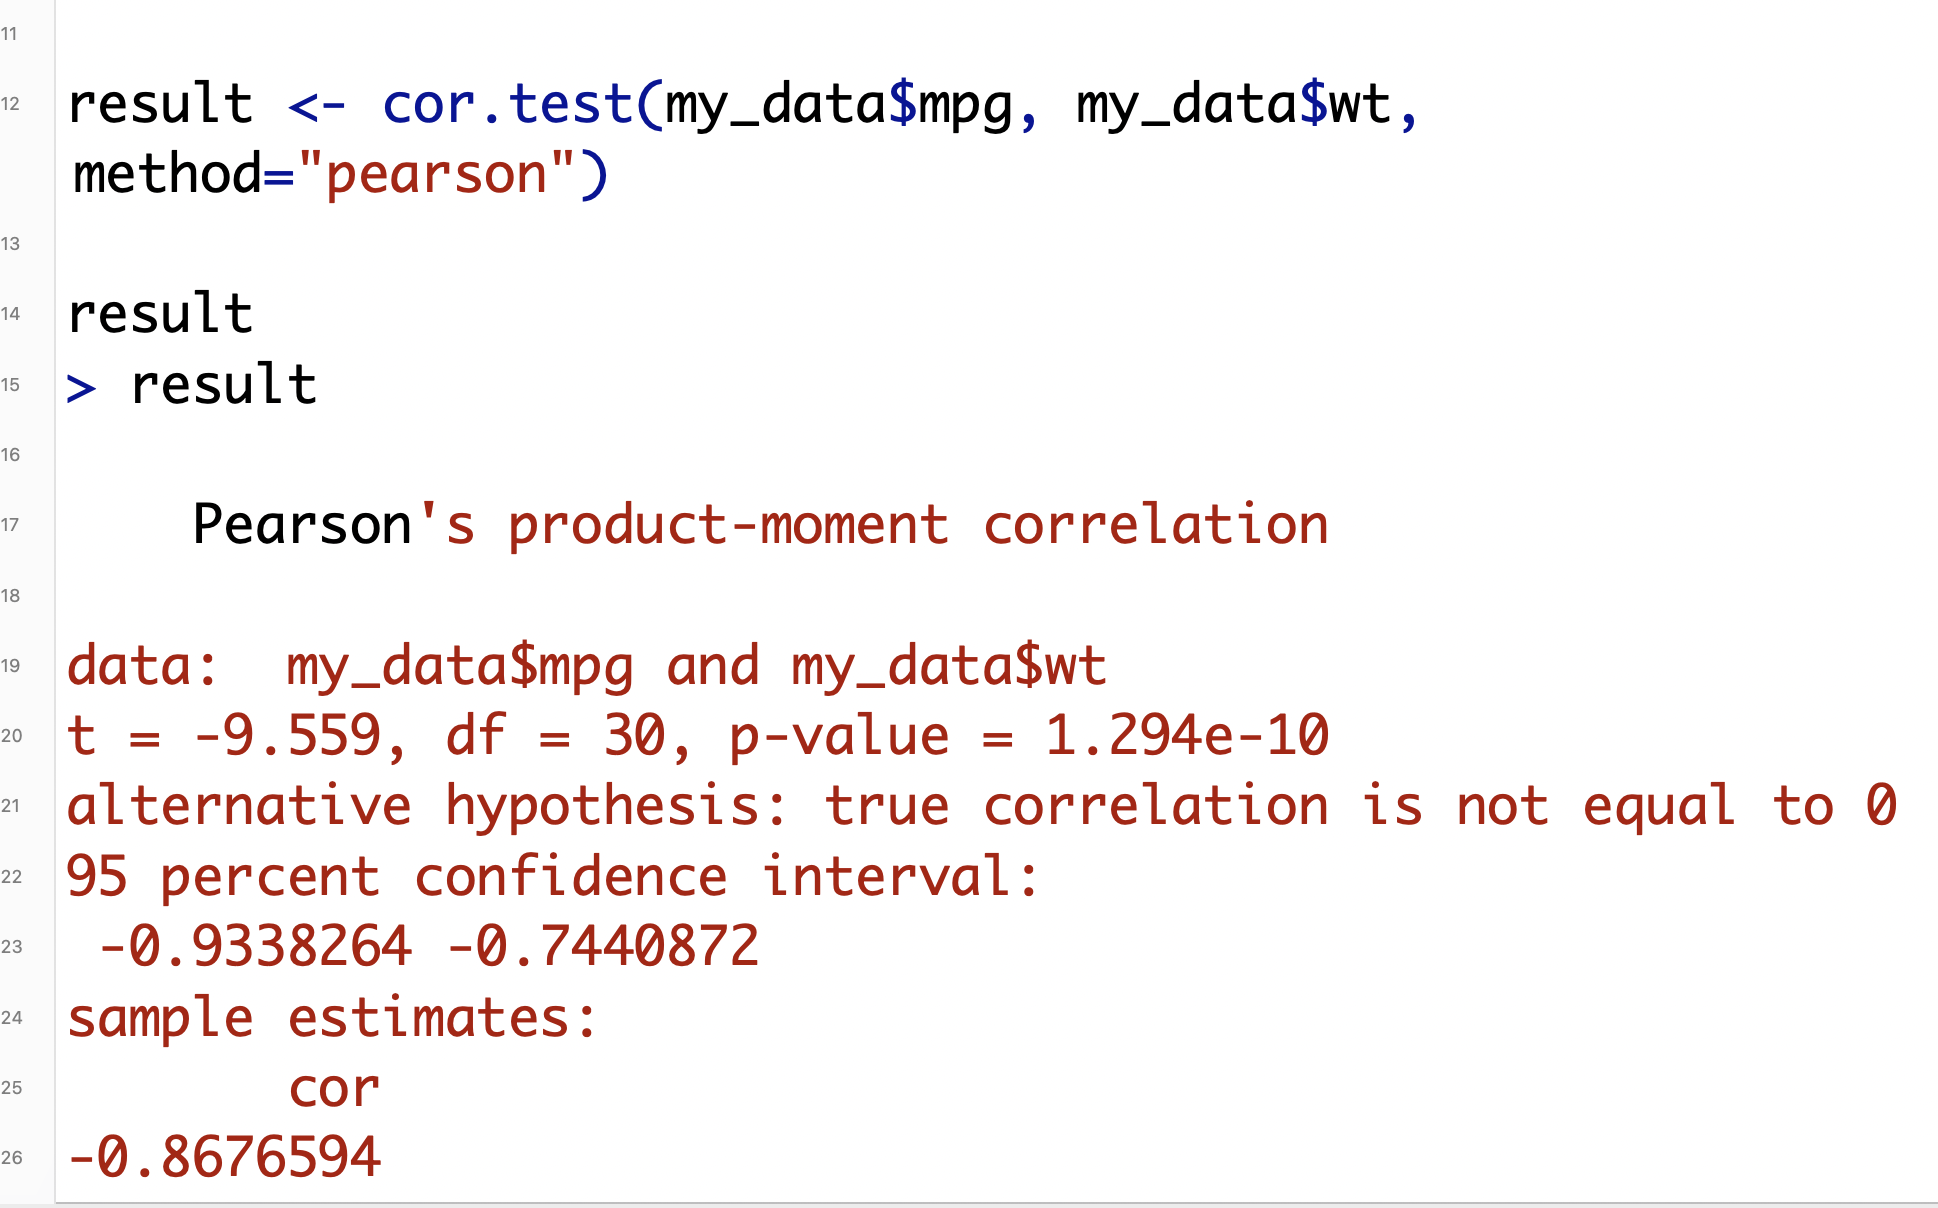 11
12 result <- cor.test(my_data$mpg, my_data$wt,
method="pearson")
13
14 result
15 > result
16
17 Pearson's product-moment correlation
18
19 data:  my_data$mpg and my_data$wt
20 t = -9.559, df = 30, p-value = 1.294e-10
21 alternative hypothesis: true correlation is not equal to 0
22 95 percent confidence interval:
23 -0.9338264 -0.7440872
24 sample estimates:
25 cor
26 -0.8676594